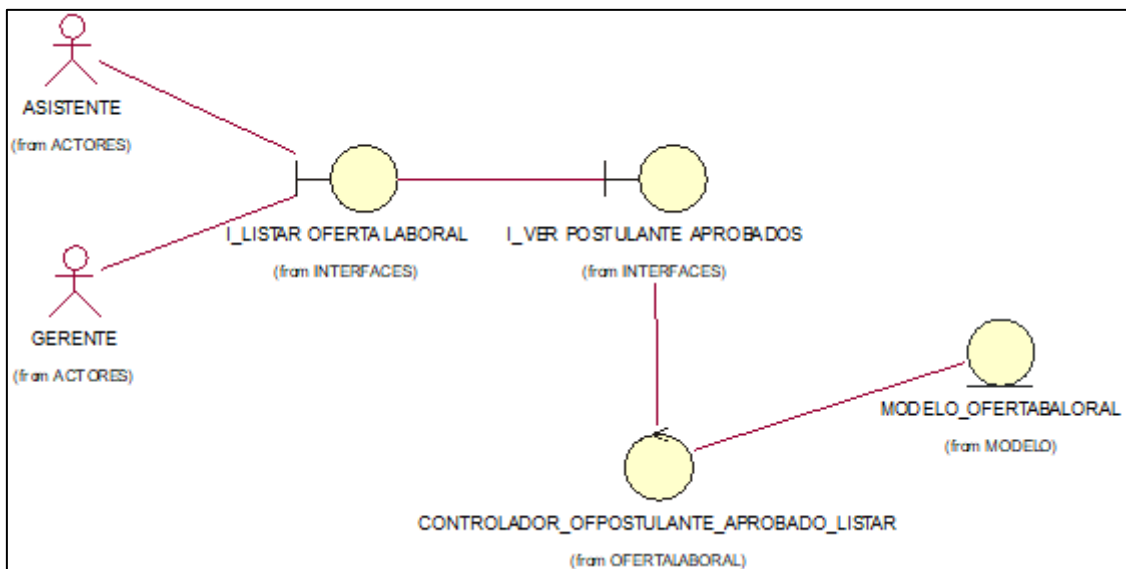 ASISTENTE
(from ACTORES)
I_LISTAR OFERTA LABORAL
(from INTERFACES)
I_VER POSTULANTE APROBADOS
(from INTERFACES)
GERENTE
(from ACTORES)
MODELO_OFERTABALORAL
(from MODELO)
CONTROLADOR_OFPOSTULANTE_APROBADO_LISTAR
(from OFERTALABORAL)